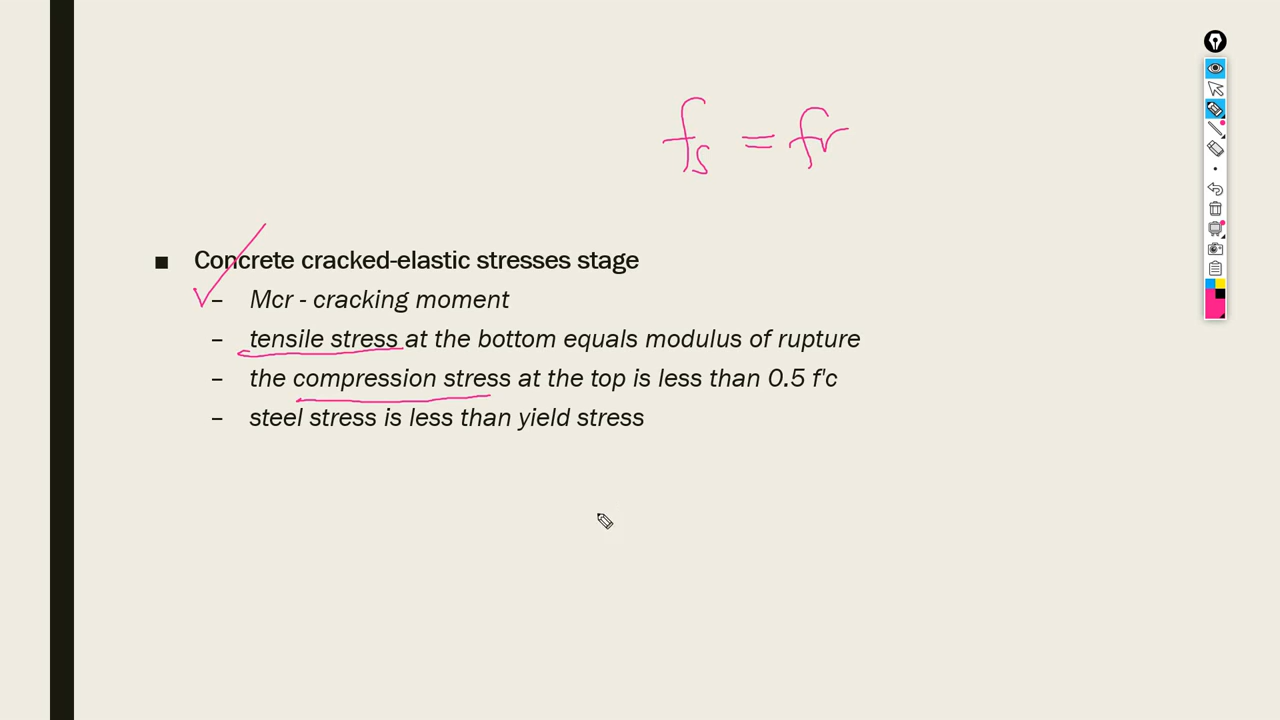 fs = fr
■ Concrete cracked-elastic stresses stage
– Mcr - cracking moment
– tensile stress at the bottom equals modulus of rupture
– the compression stress at the top is less than 0.5 f'c
– steel stress is less than yield stress